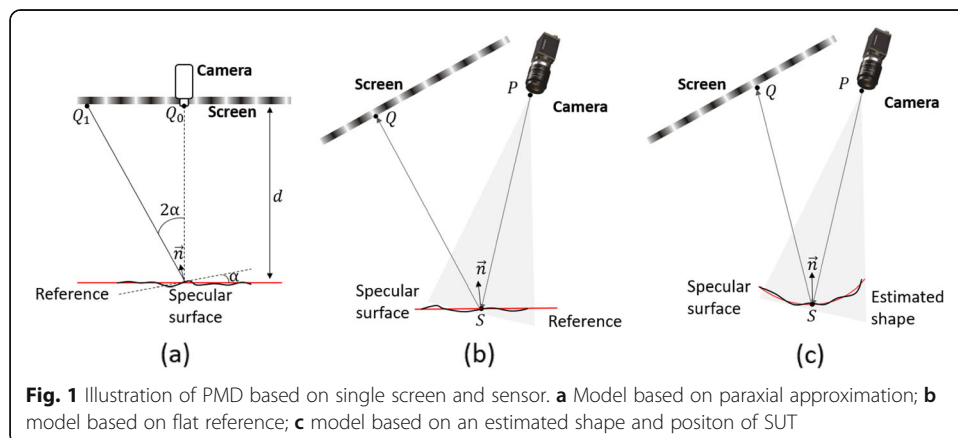 Camera
Screen
Q₁
Q₀
2α
d
n⃗
α
Reference
Specular
surface
(a)
Screen
Q
P
Camera
n⃗
Specular
surface
S
Reference
(b)
Screen
Q
P
Camera
n⃗
Specular
surface
S
Estimated
shape
(c)
Fig. 1 Illustration of PMD based on single screen and sensor. a Model based on paraxial approximation; b
model based on flat reference; c model based on an estimated shape and positon of SUT